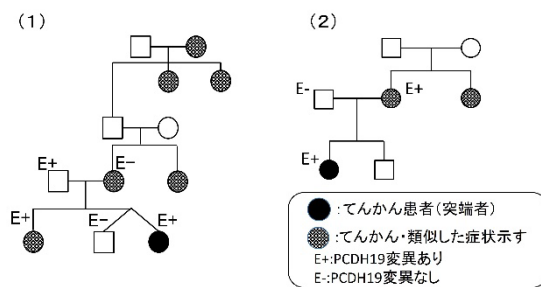 (1)
(2)
E-
E+
E+
E+
E-
E+
E-
E+
:てんかん患者(突端者)
:てんかん・類似した症状示す
E+:PCDH19変異あり
E-:PCDH19変異なし